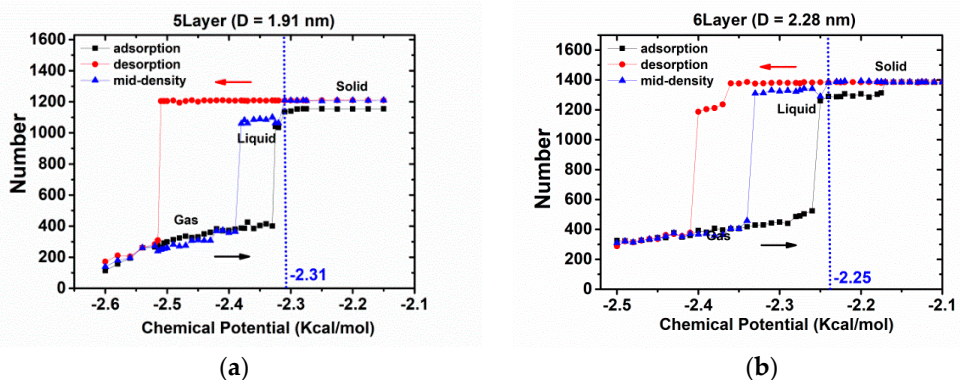 5Layer (D = 1.91 nm)
1600
1400
1200
1000
800
600
400
200
0
Number
adsorption
desorption
mid-density
Solid
Liquid
Gas
-2.31
-2.6
-2.5
-2.4
-2.3
-2.2
-2.1
Chemical Potential (Kcal/mol)
(a)
6Layer (D = 2.28 nm)
1600
1400
1200
1000
800
600
400
200
0
Number
adsorption
desorption
mid-density
Solid
Liquid
Gas
-2.25
-2.5
-2.4
-2.3
-2.2
-2.1
Chemical Potential (Kcal/mol)
(b)